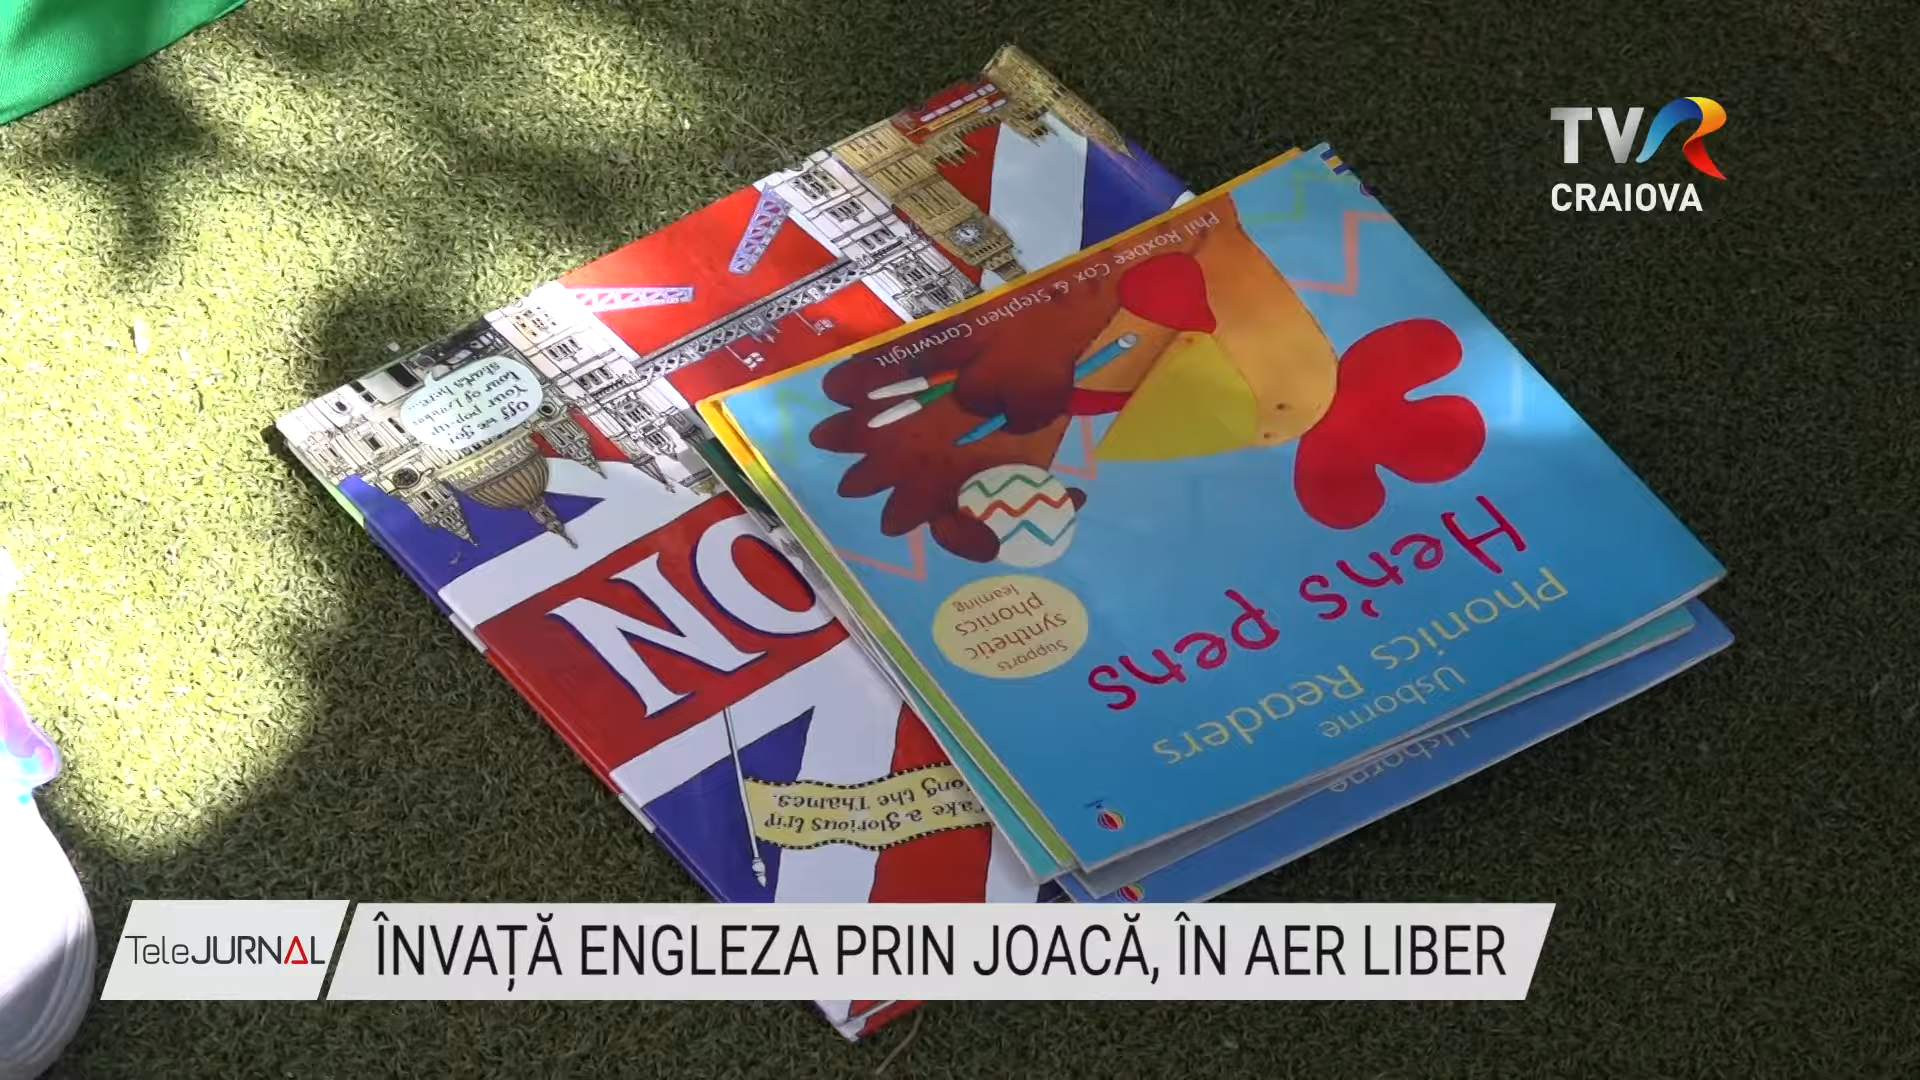 TVR
CRAIOVA
Off we go!
Your pop-up
tour of London
starts here...
Phil Roxbee Cox & Stephen Cartwright
Hen's pens
Phonics Readers
Usborne
Supports
synthetic
phonics
learning
Usborne
NO
Take a glorious trip
along the Thames.
TeleJURNAL
ÎNVAȚĂ ENGLEZA PRIN JOACĂ, ÎN AER LIBER